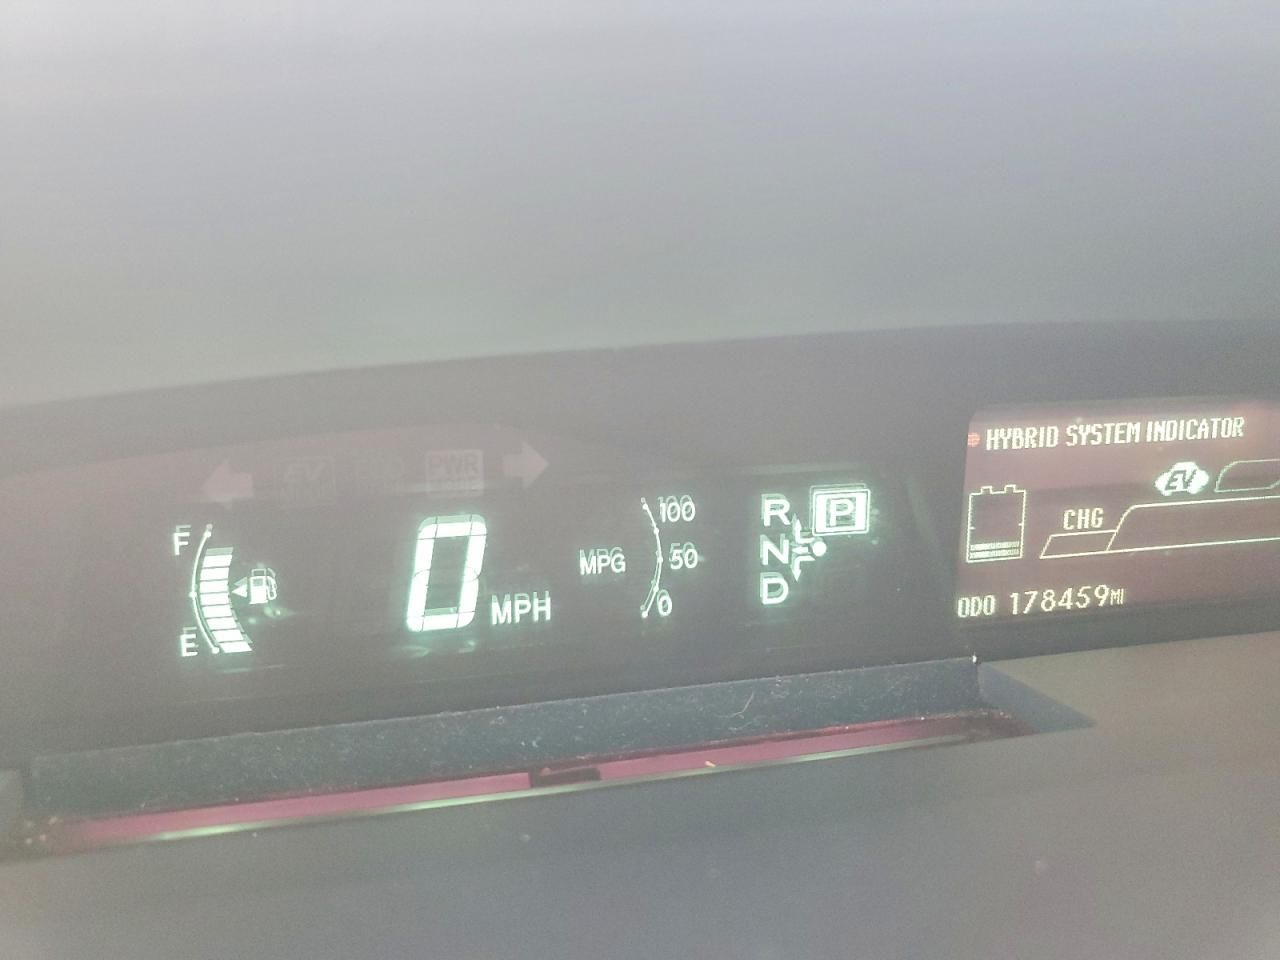 HYBRID SYSTEM INDICATOR
EV
PWR
EV
F
100
R
P
CHG
0
MPG
50
N
MPH
0
D
E
ODO 178459MI